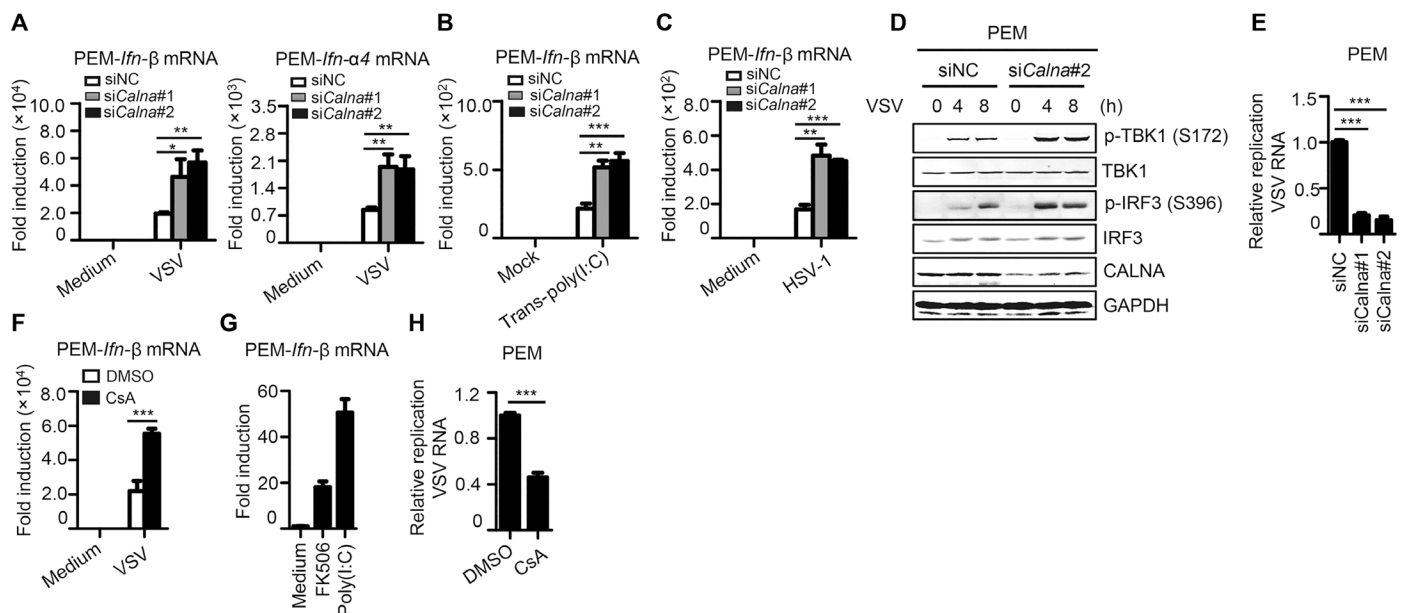 A
PEM-Ifn-β mRNA
siNC
siCalna#1
siCalna#2
Fold induction (×10⁴)
10.0
8.0
6.0
4.0
2.0
0
*
**
Medium
VSV
PEM-Ifn-α4 mRNA
siNC
siCalna#1
siCalna#2
Fold induction (×10³)
3.5
2.8
2.1
1.4
0.7
0
**
**
Medium
VSV
B
PEM-Ifn-β mRNA
siNC
siCalna#1
siCalna#2
Fold induction (×10²)
10.0
5.0
0
***
**
Mock
Trans-poly(I:C)
C
PEM-Ifn-β mRNA
siNC
siCalna#1
siCalna#2
Fold induction (×10²)
8.0
6.0
4.0
2.0
0
***
**
Medium
HSV-1
D
PEM
siNC siCalna#2
VSV 0 4 8 0 4 8 (h)
p-TBK1 (S172)
TBK1
p-IRF3 (S396)
IRF3
CALNA
GAPDH
E
PEM
Relative replication
VSV RNA
1.5
1.0
0.5
0
***
***
siNC
siCalna#1
siCalna#2
F
PEM-Ifn-β mRNA
DMSO
CsA
Fold induction (×10⁴)
8.0
6.0
4.0
2.0
0
***
Medium
VSV
G
PEM-Ifn-β mRNA
Fold induction
60
40
20
0
Medium
FK506
Poly(I:C)
H
PEM
Relative replication
VSV RNA
1.2
0.8
0.4
0
***
DMSO
CsA